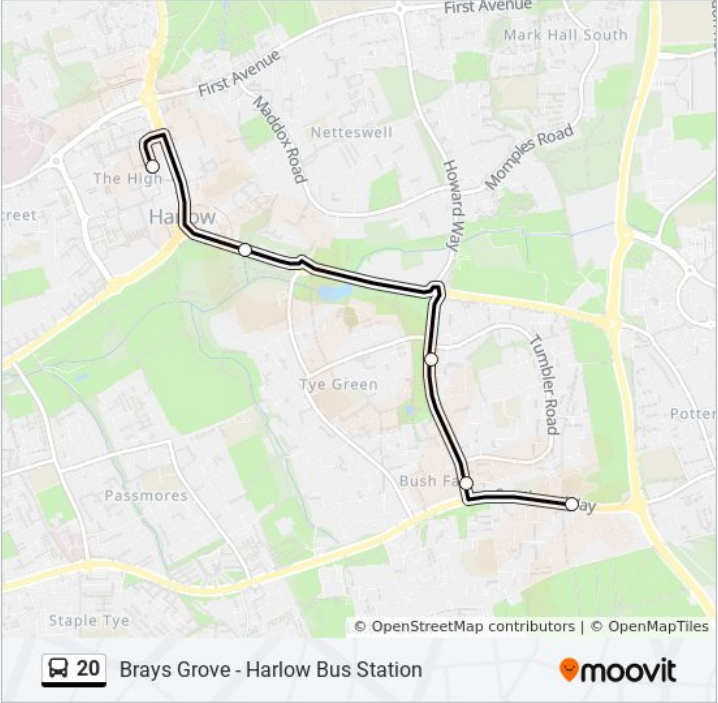 First Avenue
Mark Hall South
First Avenue
Maddox Road
Netteswell
Momples Road
The High
Howard Way
reet
Harlow
Tumbler Road
Tye Green
Potter
Bush Fa
ay
Passmores
Staple Tye
© OpenStreetMap contributors | © OpenMapTiles
20 Brays Grove - Harlow Bus Station
moovit